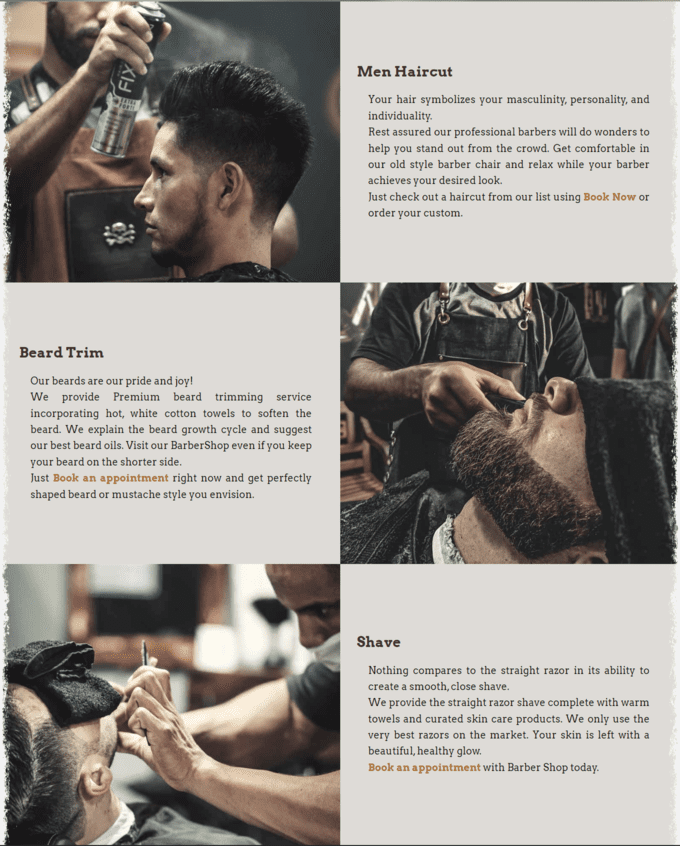 FIX
Men Haircut
Your hair symbolizes your masculinity, personality, and
individuality.
Rest assured our professional barbers will do wonders to
help you stand out from the crowd. Get comfortable in
our old style barber chair and relax while your barber
achieves your desired look.
Just check out a haircut from our list using Book Now or
order your custom.
Beard Trim
Our beards are our pride and joy!
We provide Premium beard trimming service
incorporating hot, white cotton towels to soften the
beard. We explain the beard growth cycle and suggest
our best beard oils. Visit our BarberShop even if you keep
your beard on the shorter side.
Just Book an appointment right now and get perfectly
shaped beard or mustache style you envision.
Shave
Nothing compares to the straight razor in its ability to
create a smooth, close shave.
We provide the straight razor shave complete with warm
towels and curated skin care products. We only use the
very best razors on the market. Your skin is left with a
beautiful, healthy glow.
Book an appointment with Barber Shop today.